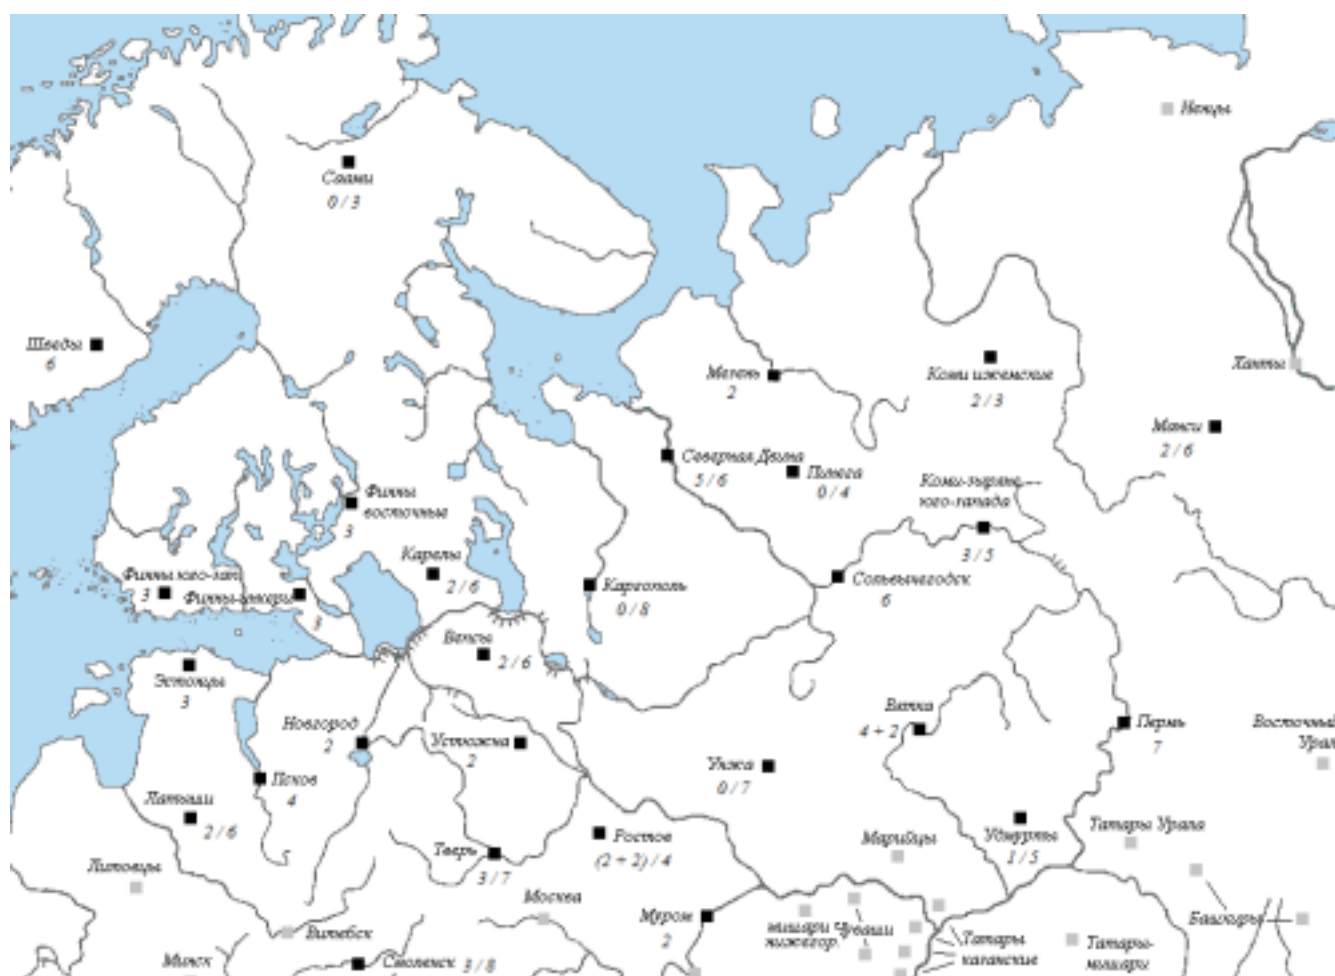 Ненцы
Саами
0 / 3
Шведы
6
Ханты
Мезень
2
Коми ижемские
2 / 3
Манси
2 / 6
Северная Двина
5 / 6
Пинега
0 / 4
Коми-зыряне
юго-запада
3 / 5
Финны
восточные
3
Карелы
2 / 6
Финны юго-зап.
3
Финны-инкери
3
Каргополь
0 / 8
Сольвычегодск
6
Вепсы
2 / 6
Эстонцы
3
Новгород
2
Устюжна
2
Вятка
4 + 2
Пермь
7
Восточный
Урал
Псков
4
Унжа
0 / 7
Латыши
2 / 6
Ростов
(2 + 2) / 4
Тверь
3 / 7
Марийцы
Удмурты
1 / 5
Татары Урала
Литовцы
Москва
Муром
2
мишари
нижегор.
Чуваши
Башкиры
Витебск
Татары
казанские
Татары-
мишари
Минск
Смоленск 3 / 8